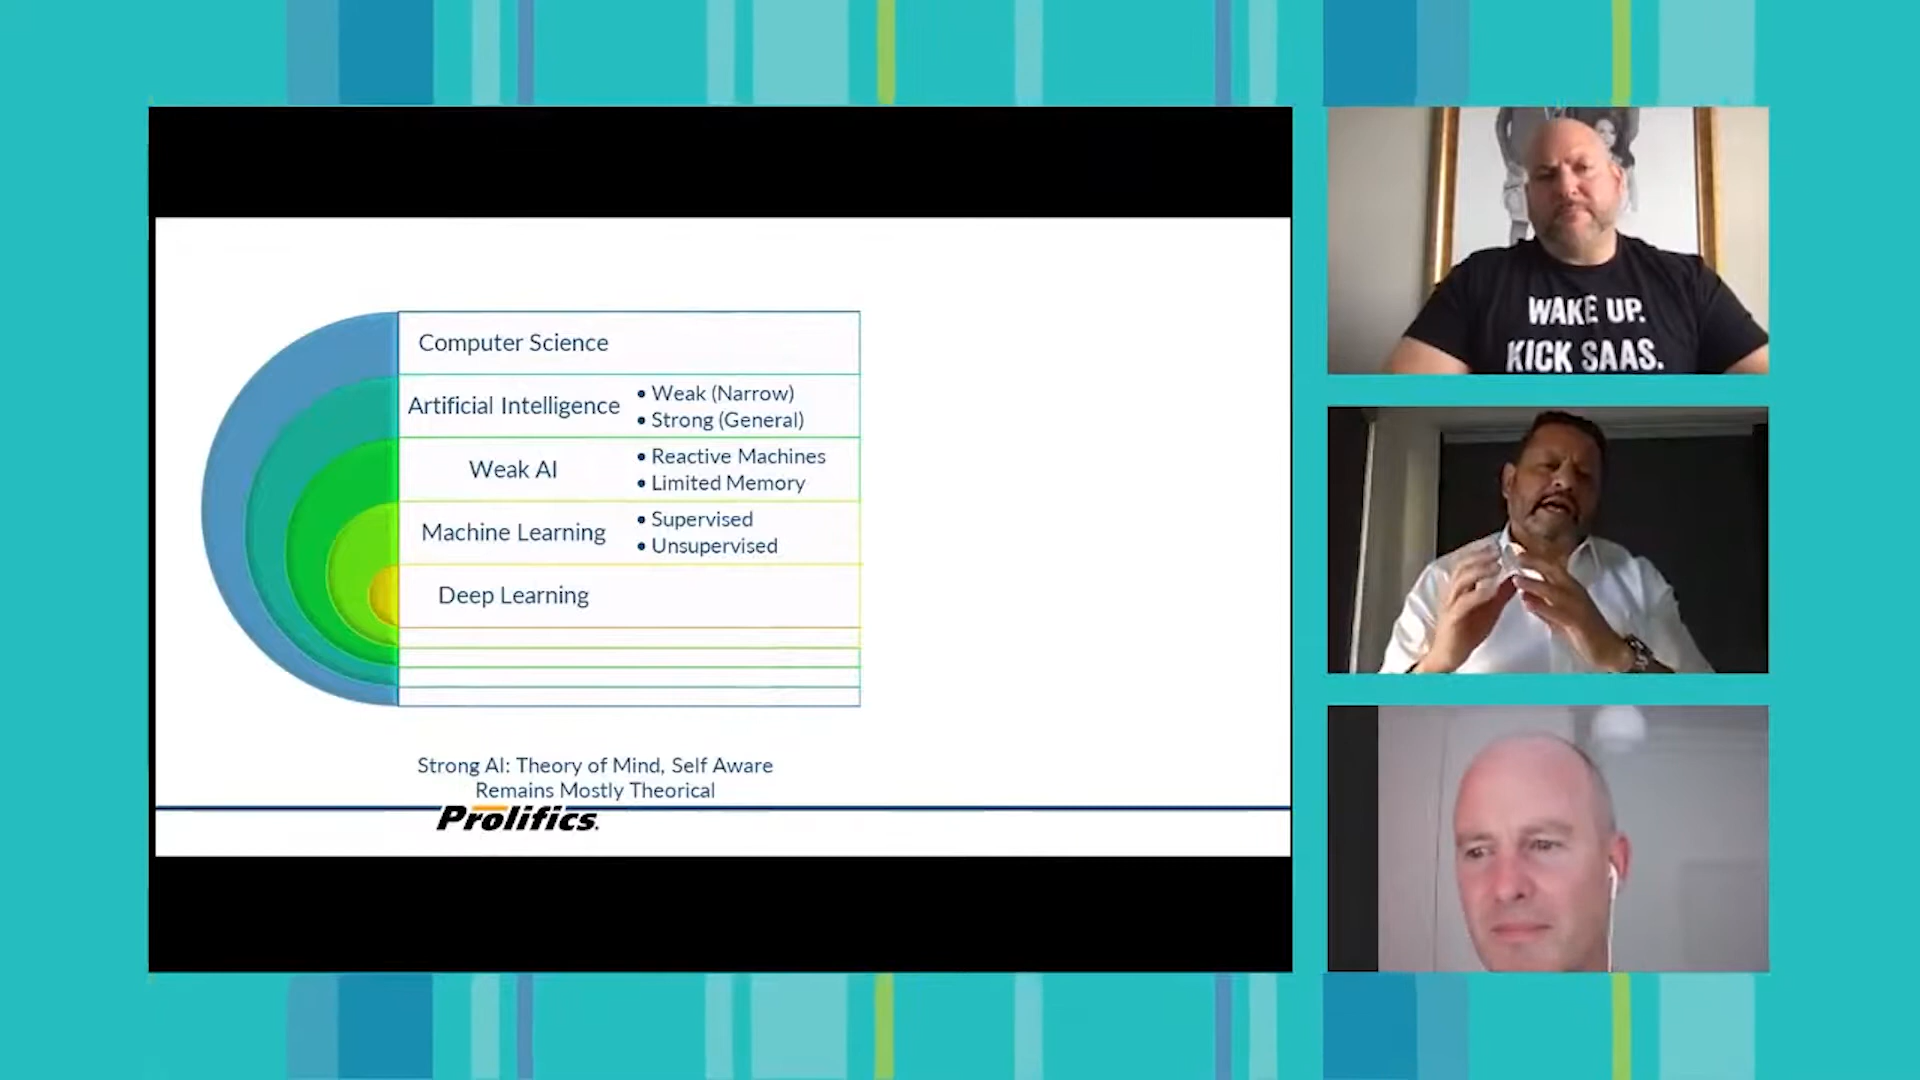 Computer Science
Artificial Intelligence
• Weak (Narrow)
• Strong (General)
Weak AI
• Reactive Machines
• Limited Memory
Machine Learning
• Supervised
• Unsupervised
Deep Learning
Strong AI: Theory of Mind, Self Aware
Remains Mostly Theorical
Prolifics.
WAKE UP.
KICK SAAS.